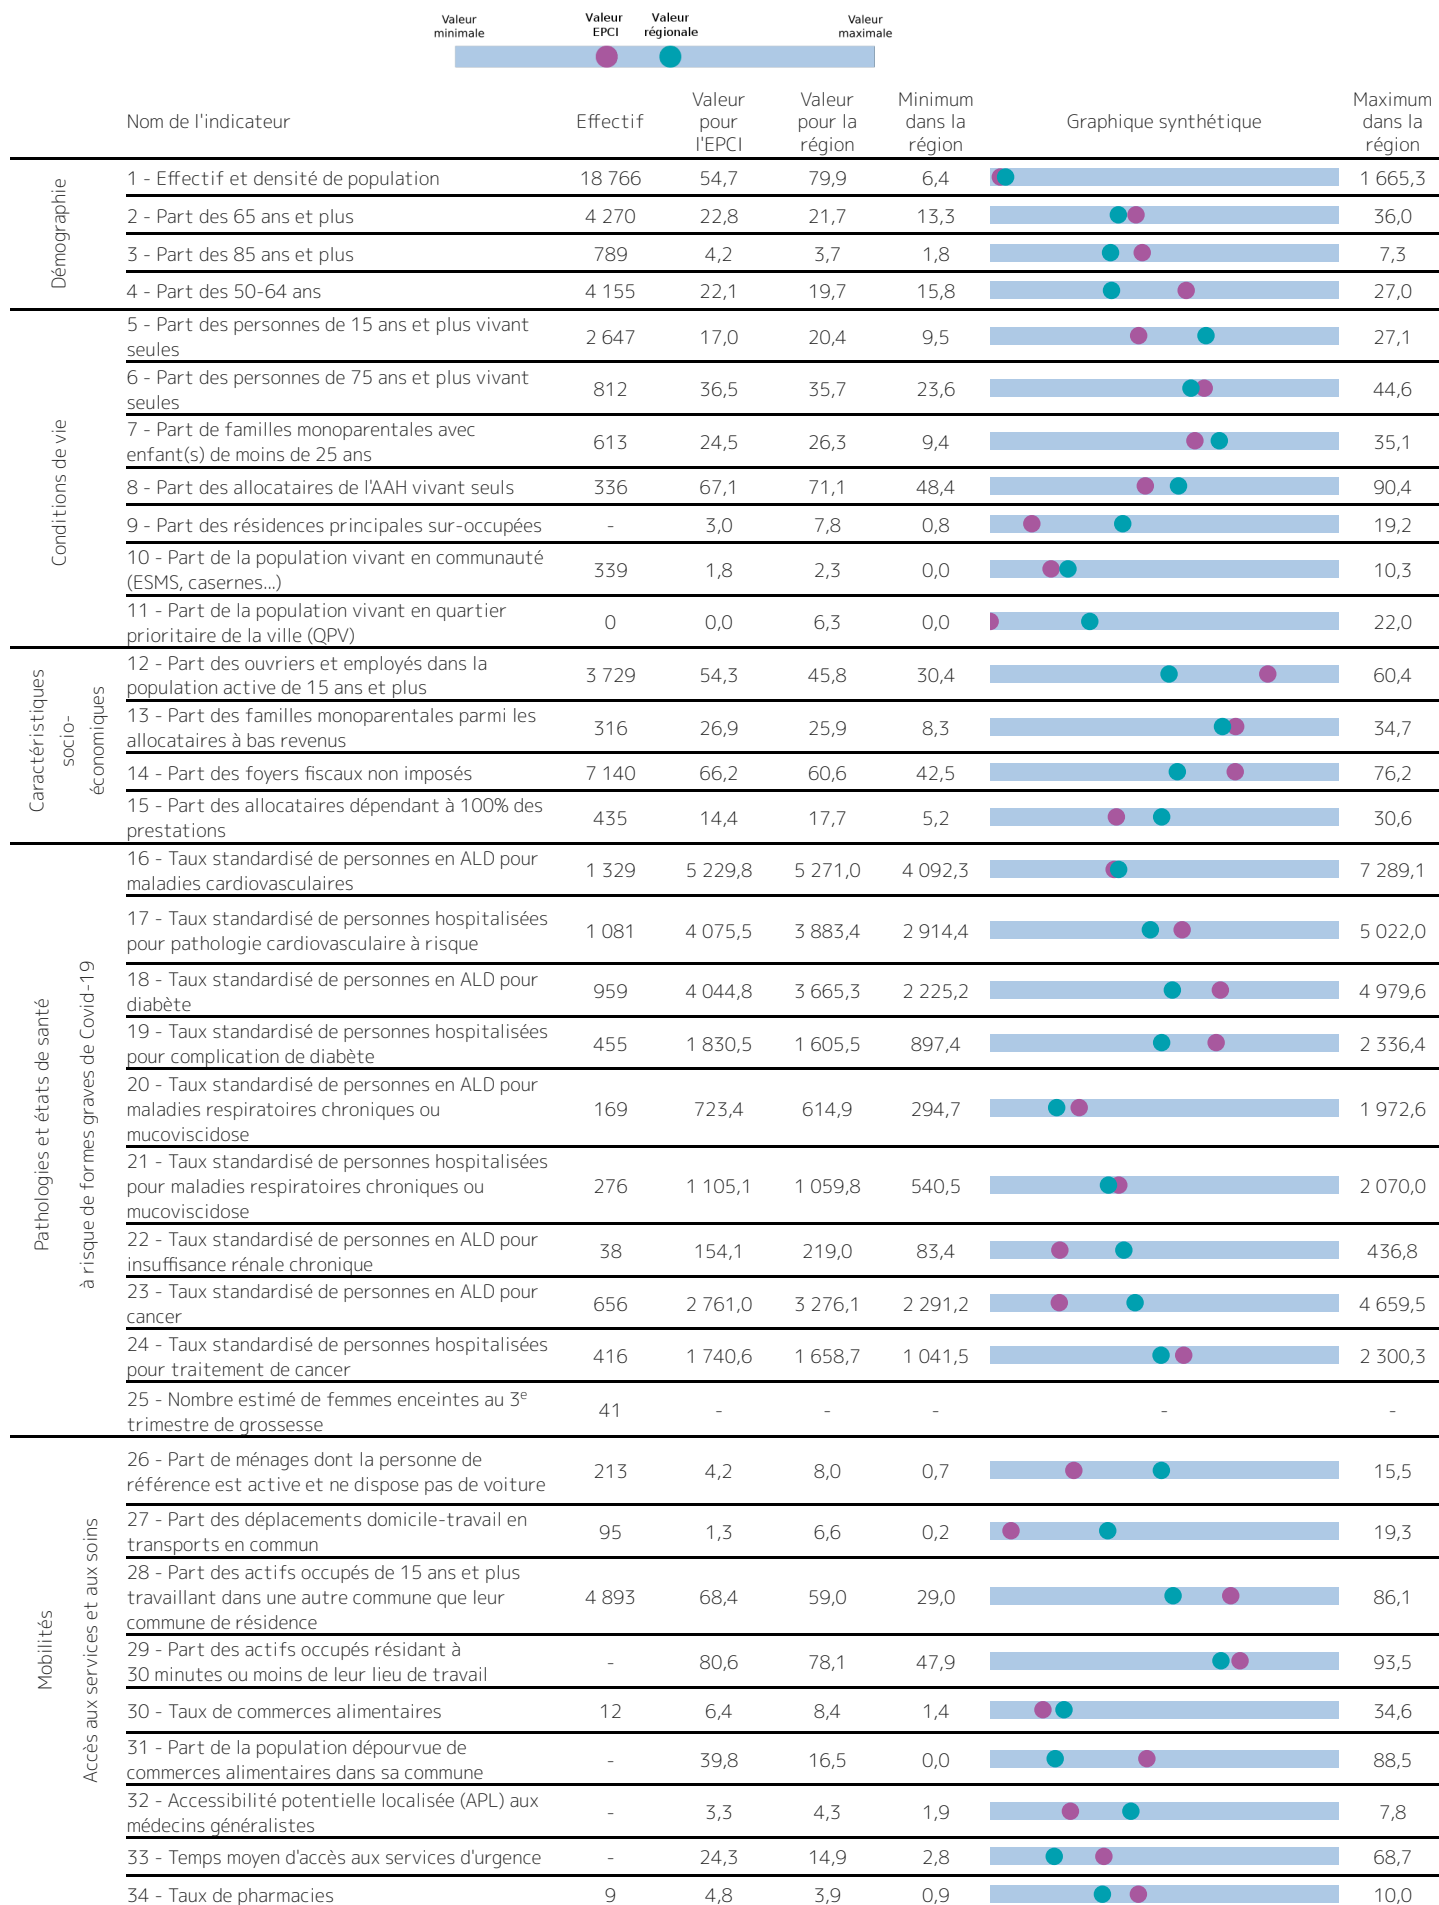 Valeur minimale
Valeur EPCI
Valeur régionale
Valeur maximale
Nom de l'indicateur Effectif Valeur pour l'EPCI Valeur pour la région Minimum dans la région Graphique synthétique Maximum dans la région
Démographie
1 - Effectif et densité de population 18 766 54,7 79,9 6,4 1 665,3
2 - Part des 65 ans et plus 4 270 22,8 21,7 13,3 36,0
3 - Part des 85 ans et plus 789 4,2 3,7 1,8 7,3
4 - Part des 50-64 ans 4 155 22,1 19,7 15,8 27,0
Conditions de vie
5 - Part des personnes de 15 ans et plus vivant
seules 2 647 17,0 20,4 9,5 27,1
6 - Part des personnes de 75 ans et plus vivant
seules 812 36,5 35,7 23,6 44,6
7 - Part de familles monoparentales avec
enfant(s) de moins de 25 ans 613 24,5 26,3 9,4 35,1
8 - Part des allocataires de l'AAH vivant seuls 336 67,1 71,1 48,4 90,4
9 - Part des résidences principales sur-occupées - 3,0 7,8 0,8 19,2
10 - Part de la population vivant en communauté
(ESMS, casernes...) 339 1,8 2,3 0,0 10,3
11 - Part de la population vivant en quartier
prioritaire de la ville (QPV) 0 0,0 6,3 0,0 22,0
Caractéristiques
socio-
économiques
12 - Part des ouvriers et employés dans la
population active de 15 ans et plus 3 729 54,3 45,8 30,4 60,4
13 - Part des familles monoparentales parmi les
allocataires à bas revenus 316 26,9 25,9 8,3 34,7
14 - Part des foyers fiscaux non imposés 7 140 66,2 60,6 42,5 76,2
15 - Part des allocataires dépendant à 100% des
prestations 435 14,4 17,7 5,2 30,6
Pathologies et états de santé
à risque de formes graves de Covid-19
16 - Taux standardisé de personnes en ALD pour
maladies cardiovasculaires 1 329 5 229,8 5 271,0 4 092,3 7 289,1
17 - Taux standardisé de personnes hospitalisées
pour pathologie cardiovasculaire à risque 1 081 4 075,5 3 883,4 2 914,4 5 022,0
18 - Taux standardisé de personnes en ALD pour
diabète 959 4 044,8 3 665,3 2 225,2 4 979,6
19 - Taux standardisé de personnes hospitalisées
pour complication de diabète 455 1 830,5 1 605,5 897,4 2 336,4
20 - Taux standardisé de personnes en ALD pour
maladies respiratoires chroniques ou
mucoviscidose 169 723,4 614,9 294,7 1 972,6
21 - Taux standardisé de personnes hospitalisées
pour maladies respiratoires chroniques ou
mucoviscidose 276 1 105,1 1 059,8 540,5 2 070,0
22 - Taux standardisé de personnes en ALD pour
insuffisance rénale chronique 38 154,1 219,0 83,4 436,8
23 - Taux standardisé de personnes en ALD pour
cancer 656 2 761,0 3 276,1 2 291,2 4 659,5
24 - Taux standardisé de personnes hospitalisées
pour traitement de cancer 416 1 740,6 1 658,7 1 041,5 2 300,3
25 - Nombre estimé de femmes enceintes au 3e
trimestre de grossesse 41 - - - - -
Mobilités
Accès aux services et aux soins
26 - Part de ménages dont la personne de
référence est active et ne dispose pas de voiture 213 4,2 8,0 0,7 15,5
27 - Part des déplacements domicile-travail en
transports en commun 95 1,3 6,6 0,2 19,3
28 - Part des actifs occupés de 15 ans et plus
travaillant dans une autre commune que leur
commune de résidence 4 893 68,4 59,0 29,0 86,1
29 - Part des actifs occupés résidant à
30 minutes ou moins de leur lieu de travail - 80,6 78,1 47,9 93,5
30 - Taux de commerces alimentaires 12 6,4 8,4 1,4 34,6
31 - Part de la population dépourvue de
commerces alimentaires dans sa commune - 39,8 16,5 0,0 88,5
32 - Accessibilité potentielle localisée (APL) aux
médecins généralistes - 3,3 4,3 1,9 7,8
33 - Temps moyen d'accès aux services d'urgence - 24,3 14,9 2,8 68,7
34 - Taux de pharmacies 9 4,8 3,9 0,9 10,0